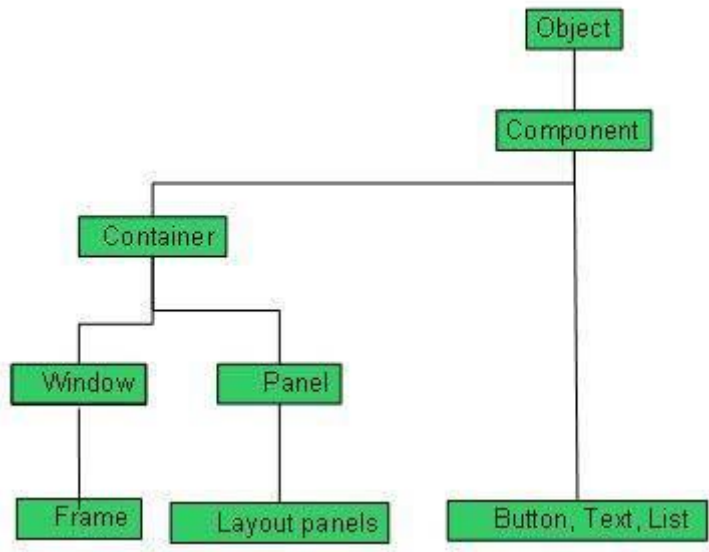 Object
Component
Container
Window
Panel
Frame
Layout panels
Button, Text, List